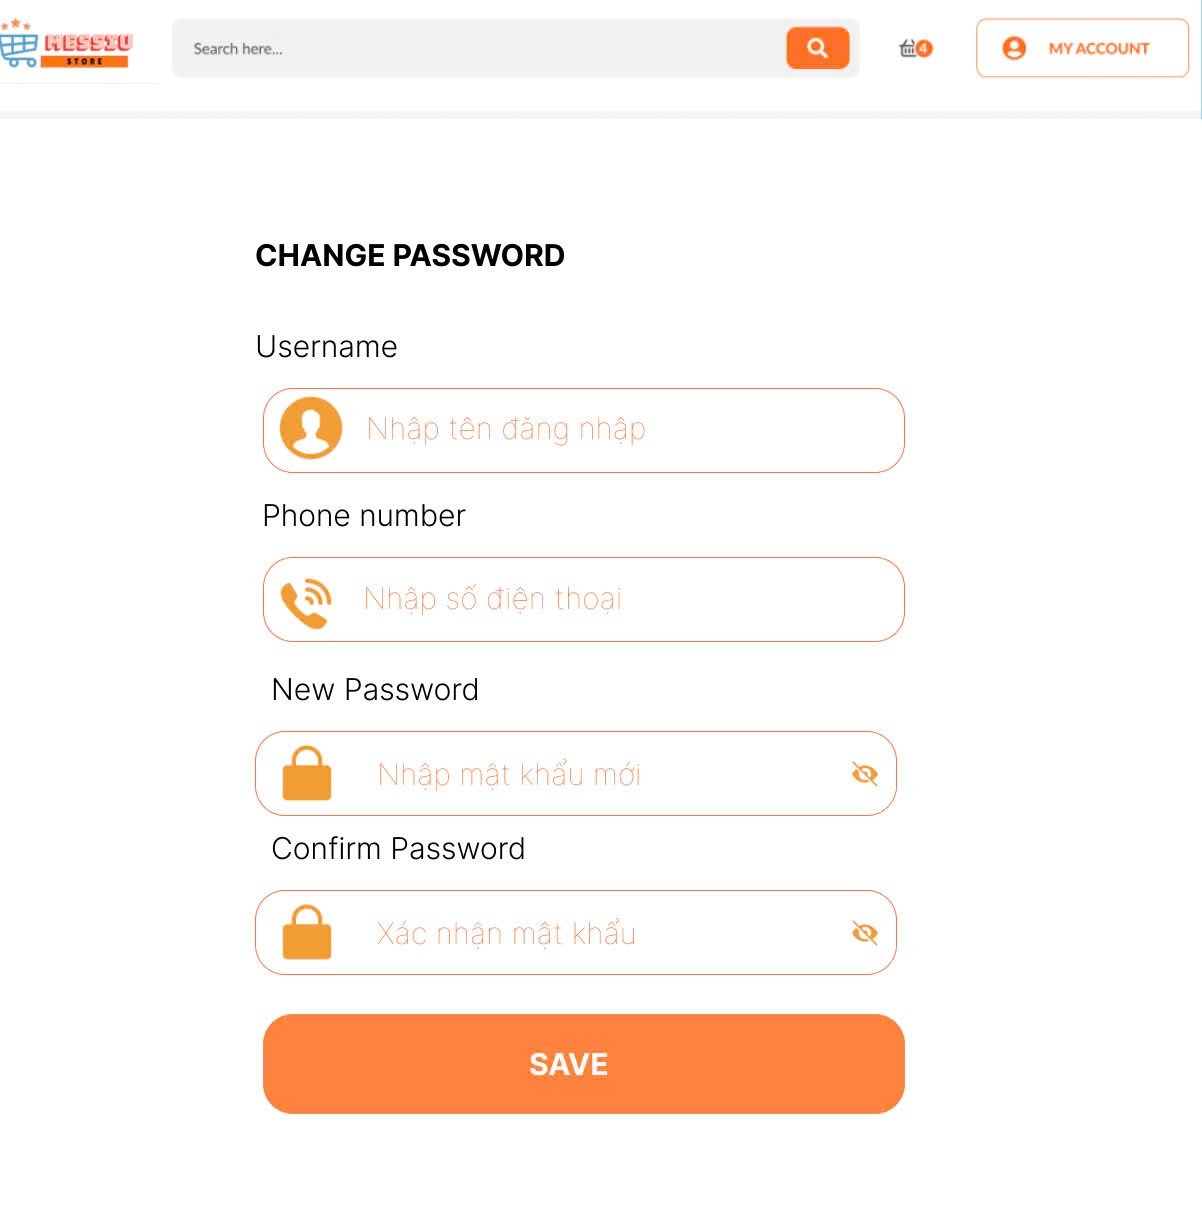 MESSIU
STORE
Search here...
4
MY ACCOUNT
CHANGE PASSWORD
Username
Nhập tên đăng nhập
Phone number
Nhập số điện thoại
New Password
Nhập mật khẩu mới
Confirm Password
Xác nhận mật khẩu
SAVE